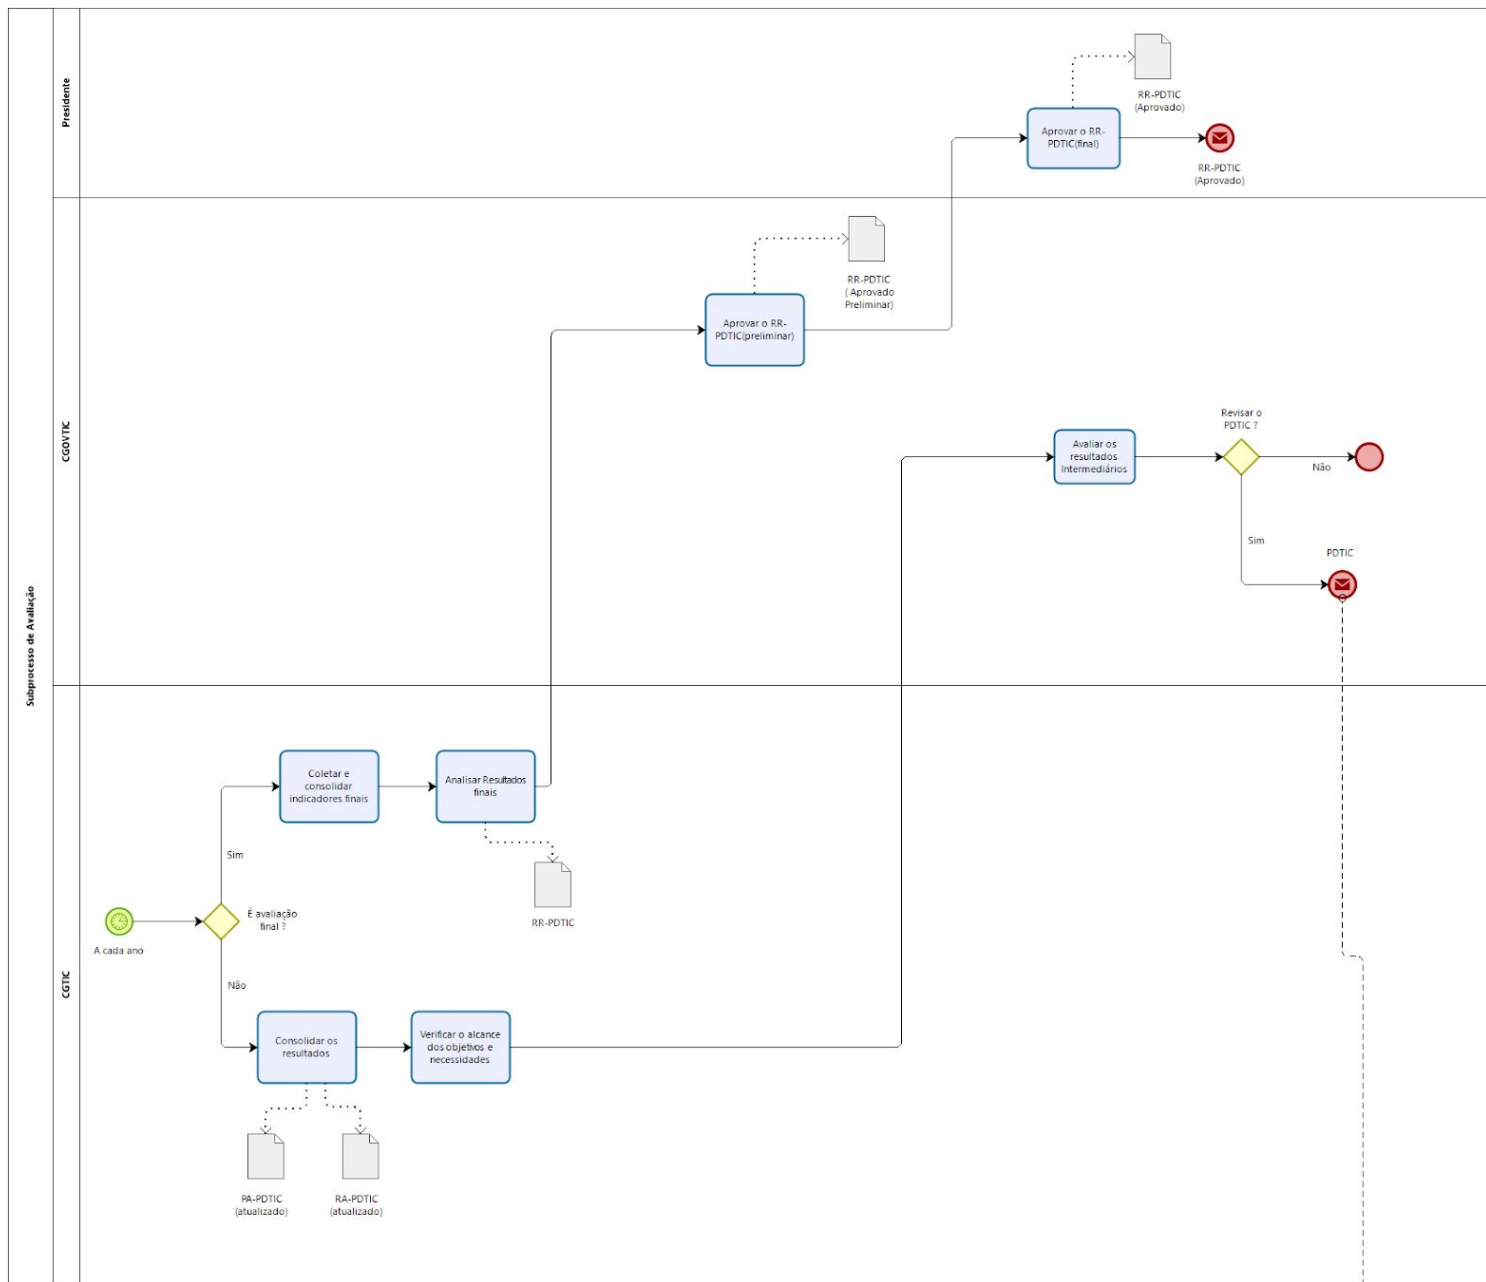 Subprocesso de Avaliação
Presidente
RR-PDTIC
(Aprovado)
Aprovar o RR-
PDTIC(final)
RR-PDTIC
(Aprovado)
CGOVTIC
RR-PDTIC
( Aprovado
Preliminar)
Aprovar o RR-
PDTIC(preliminar)
Avaliar os
resultados
Intermediários
Revisar o
PDTIC ?
Não
Sim
PDTIC
CGTIC
Coletar e
consolidar
indicadores finais
Analisar Resultados
finais
Sim
RR-PDTIC
É avaliação
final ?
A cada ano
Não
Consolidar os
resultados
Verificar o alcance
dos objetivos e
necessidades
PA-PDTIC
(atualizado)
RA-PDTIC
(atualizado)